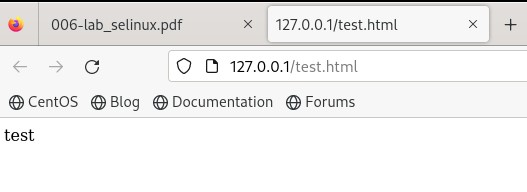 006-lab_selinux.pdf 127.0.0.1/test.html
127.0.0.1/test.html
CentOS Blog Documentation Forums
test